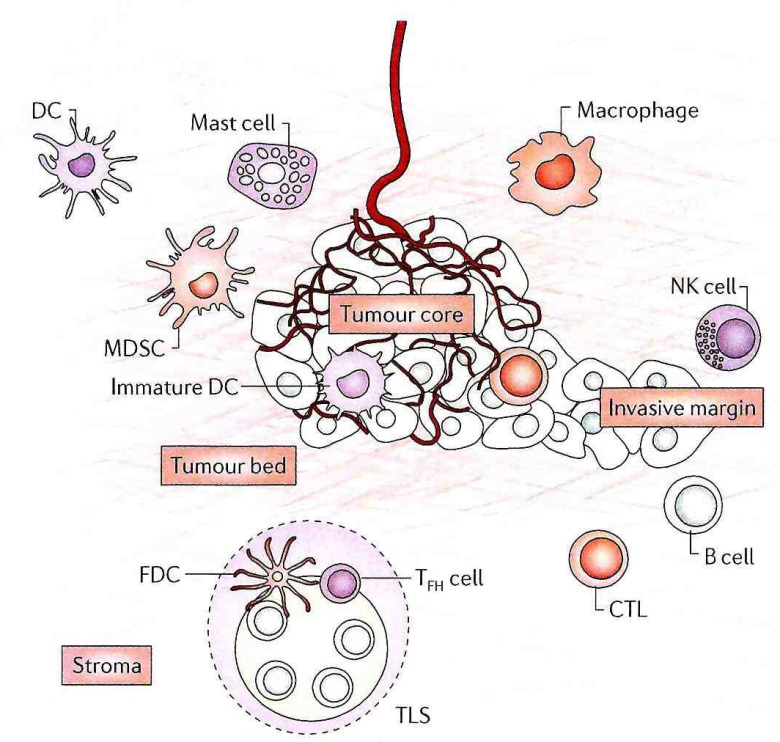 DC
Mast cell
Macrophage
MDSC
NK cell
Tumour core
Immature DC
Invasive margin
Tumour bed
B cell
FDC
T_FH cell
CTL
Stroma
TLS